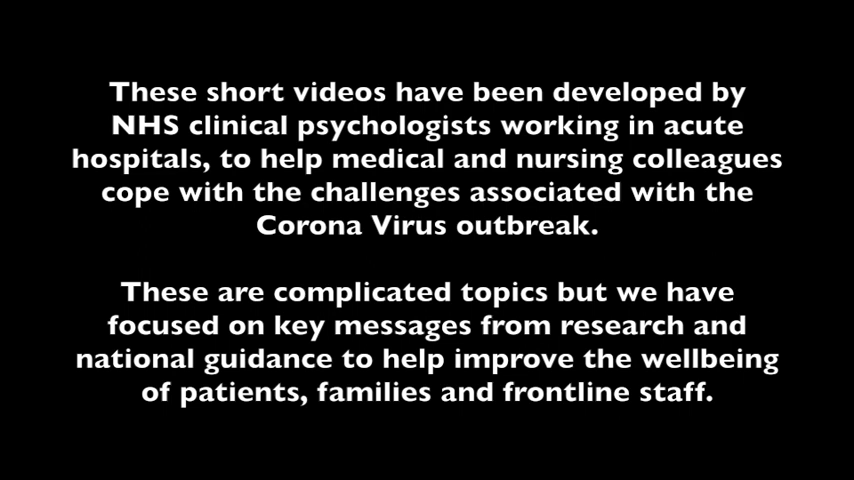 These short videos have been developed by
NHS clinical psychologists working in acute
hospitals, to help medical and nursing colleagues
cope with the challenges associated with the
Corona Virus outbreak.
These are complicated topics but we have
focused on key messages from research and
national guidance to help improve the wellbeing
of patients, families and frontline staff.